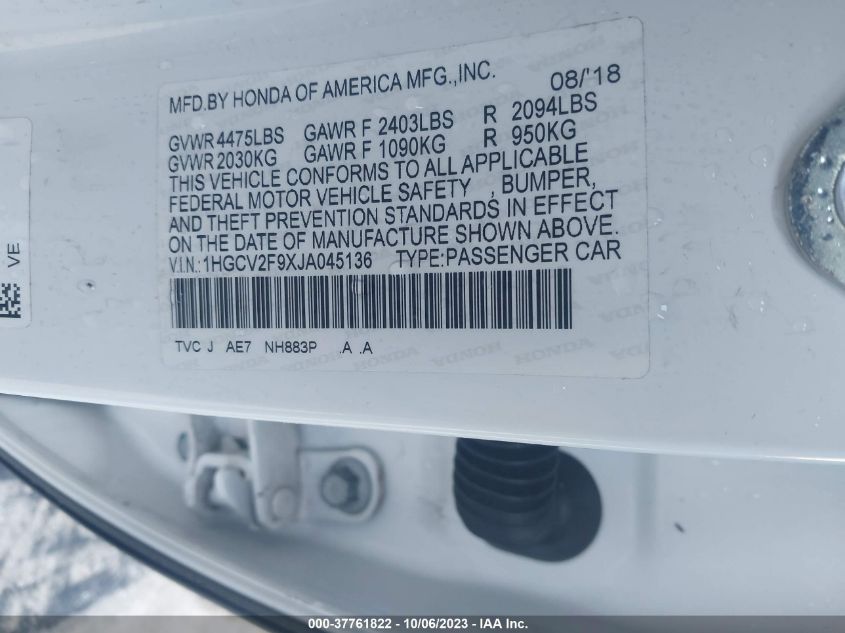 MFD.BY HONDA OF AMERICA MFG.,INC. 08/'18
GVWR 4475LBS GAWR F 2403LBS R 2094LBS
GVWR 2030KG GAWR F 1090KG R 950KG
THIS VEHICLE CONFORMS TO ALL APPLICABLE
FEDERAL MOTOR VEHICLE SAFETY , BUMPER,
AND THEFT PREVENTION STANDARDS IN EFFECT
ON THE DATE OF MANUFACTURE SHOWN ABOVE.
V.I.N.:1HGCV2F9XJA045136 TYPE:PASSENGER CAR
TVC J AE7 NH883P .A .A
VE
000-37761822 - 10/06/2023 - IAA Inc.